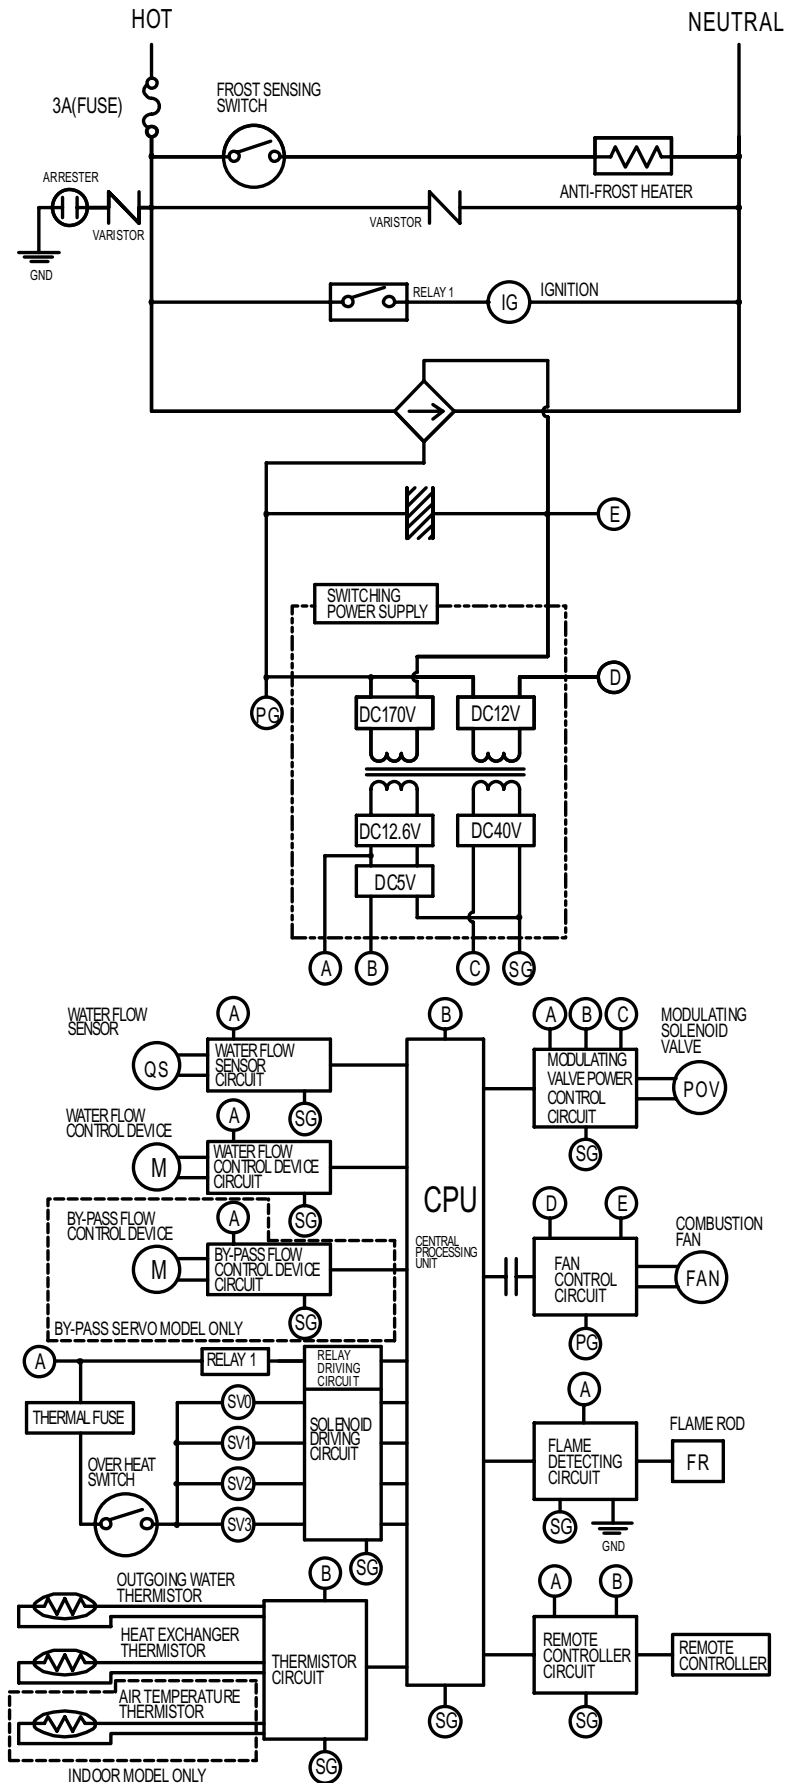 HOT
NEUTRAL
3A(FUSE)
FROST SENSING
SWITCH
ANTI-FROST HEATER
ARRESTER
VARISTOR
VARISTOR
GND
RELAY 1
IG
IGNITION
E
SWITCHING
POWER SUPPLY
D
PG
DC170V
DC12V
DC12.6V
DC40V
DC5V
A
B
C
SG
WATER FLOW
SENSOR
QS
A
WATER FLOW
SENSOR
CIRCUIT
SG
WATER FLOW
CONTROL DEVICE
M
A
WATER FLOW
CONTROL DEVICE
CIRCUIT
SG
BY-PASS FLOW
CONTROL DEVICE
M
A
BY-PASS FLOW
CONTROL DEVICE
CIRCUIT
SG
BY-PASS SERVO MODEL ONLY
A
RELAY 1
RELAY
DRIVING
CIRCUIT
THERMAL FUSE
SV0
SV1
SV2
SV3
SOLENOID
DRIVING
CIRCUIT
OVER HEAT
SWITCH
SG
OUTGOING WATER
THERMISTOR
HEAT EXCHANGER
THERMISTOR
AIR TEMPERATURE
THERMISTOR
INDOOR MODEL ONLY
B
THERMISTOR
CIRCUIT
SG
B
CPU
CENTRAL
PROCESSING
UNIT
SG
A
B
C
MODULATING
SOLENOID
VALVE
MODULATING
VALVE POWER
CONTROL
CIRCUIT
POV
SG
D
E
COMBUSTION
FAN
FAN
CONTROL
CIRCUIT
FAN
PG
A
FLAME
DETECTING
CIRCUIT
FLAME ROD
FR
SG
GND
A
B
REMOTE
CONTROLLER
CIRCUIT
REMOTE
CONTROLLER
SG